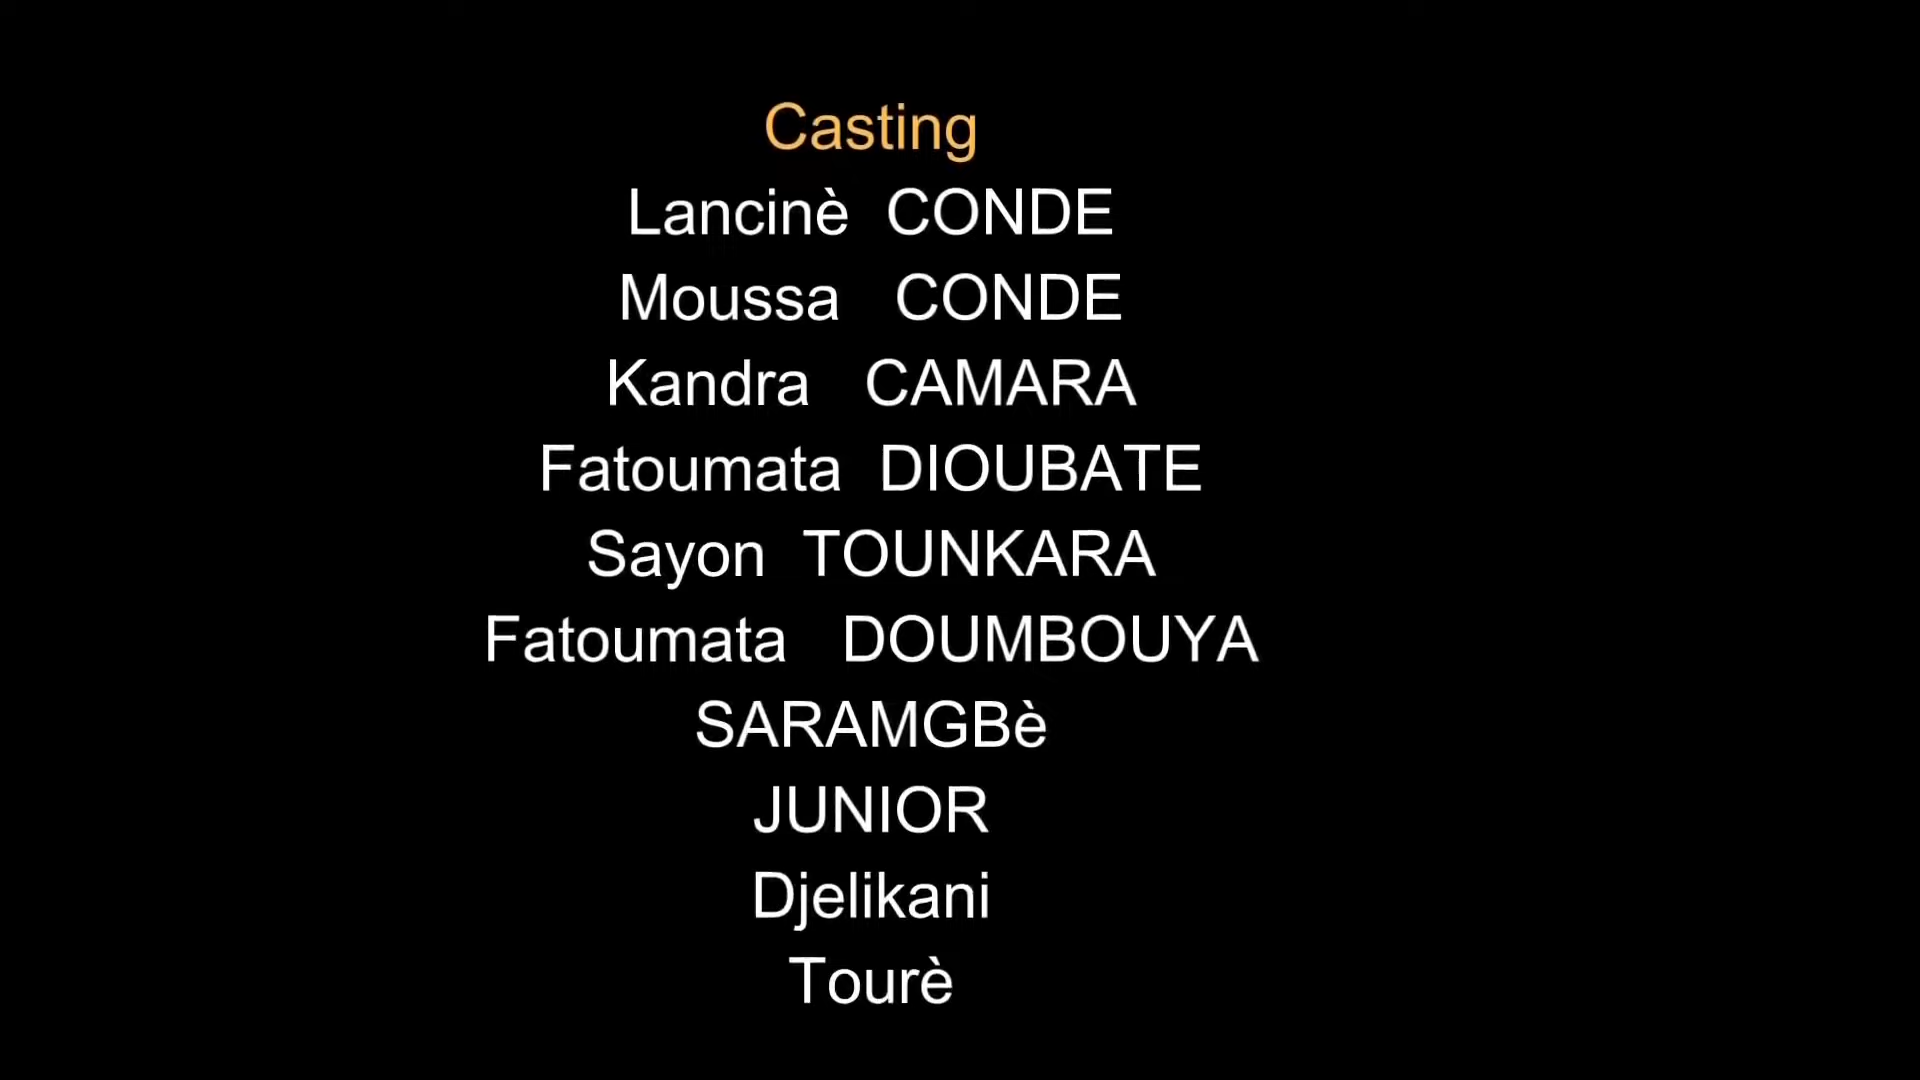 Casting
Lancinè CONDE
Moussa CONDE
Kandra CAMARA
Fatoumata DIOUBATE
Sayon TOUNKARA
Fatoumata DOUMBOUYA
SARAMGBè
JUNIOR
Djelikani
Tourè